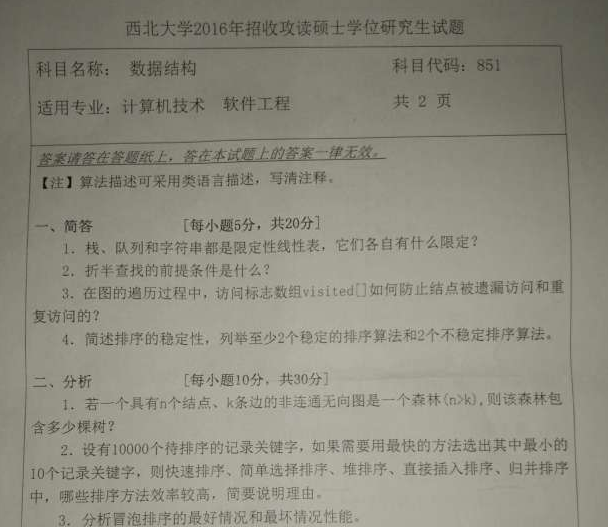 西北大学2016年招收攻读硕士学位研究生试题
科目名称： 数据结构 科目代码：851
适用专业：计算机技术 软件工程 共 2 页
答案请答在答题纸上，答在本试题上的答案一律无效。
【注】算法描述可采用类语言描述，写清注释。
一、简答 [每小题5分，共20分]
1. 栈、队列和字符串都是限定性线性表，它们各自有什么限定？
2. 折半查找的前提条件是什么？
3. 在图的遍历过程中，访问标志数组visited[]如何防止结点被遗漏访问和重
复访问的？
4. 简述排序的稳定性，列举至少2个稳定的排序算法和2个不稳定排序算法。
二、分析 [每小题10分，共30分]
1. 若一个具有n个结点、k条边的非连通无向图是一个森林(n>k),则该森林包
含多少棵树？
2. 设有10000个待排序的记录关键字，如果需要用最快的方法选出其中最小的
10个记录关键字，则快速排序、简单选择排序、堆排序、直接插入排序、归并排序
中，哪些排序方法效率较高，简要说明理由。
3. 分析冒泡排序的最好情况和最坏情况性能。